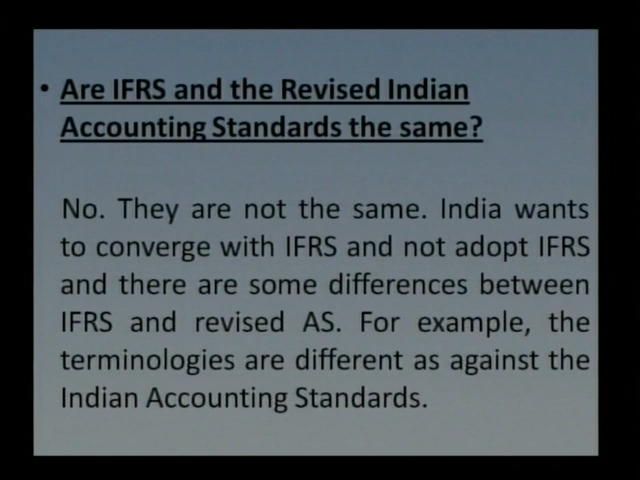 • Are IFRS and the Revised Indian
Accounting Standards the same?
No. They are not the same. India wants
to converge with IFRS and not adopt IFRS
and there are some differences between
IFRS and revised AS. For example, the
terminologies are different as against the
Indian Accounting Standards.